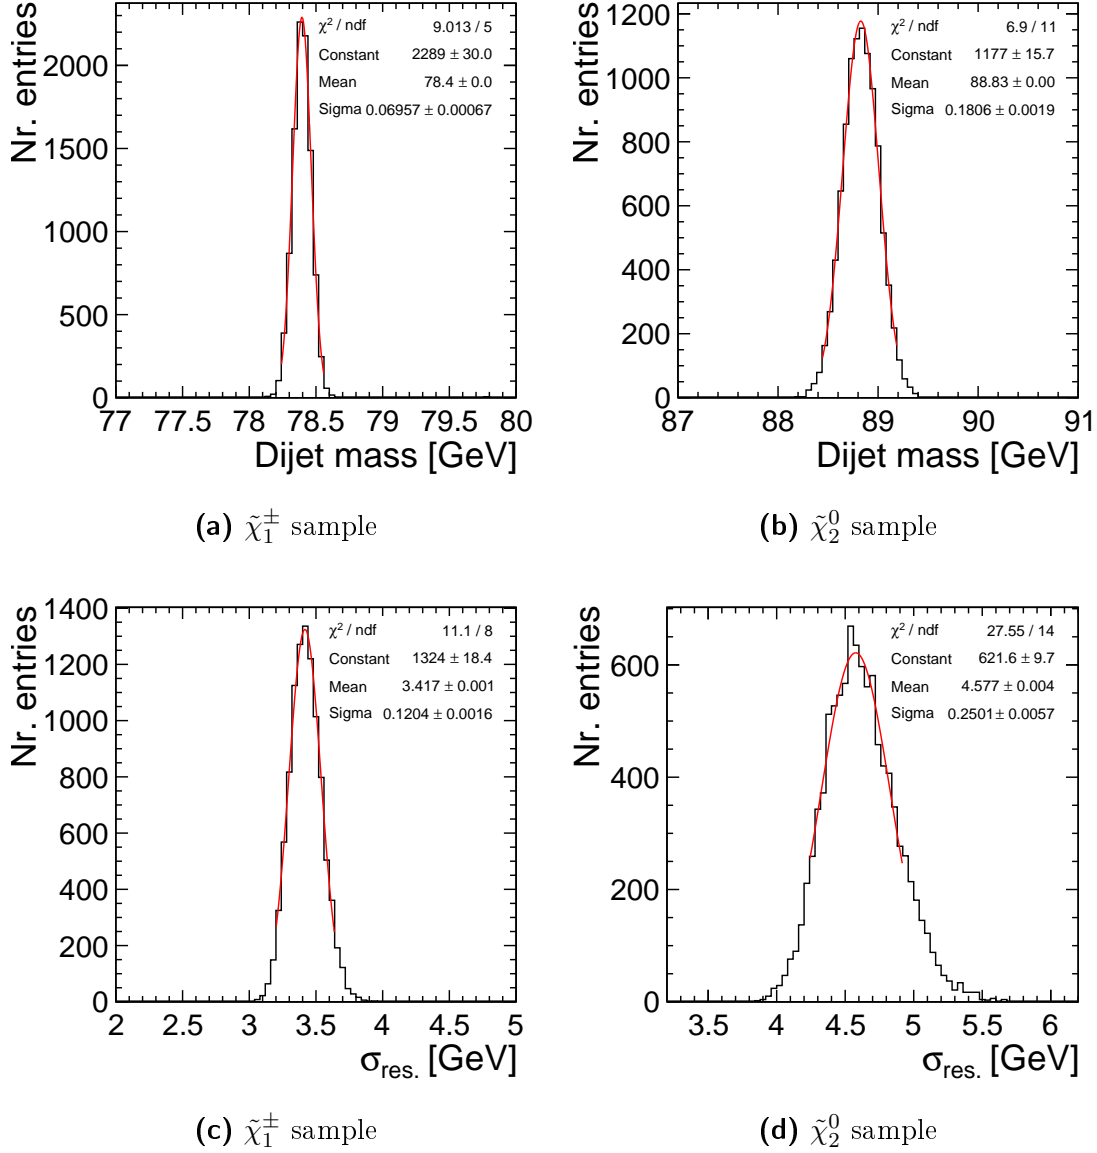 Nr. entries
χ² / ndf 9.013 / 5
Constant 2289 ± 30.0
Mean 78.4 ± 0.0
Sigma 0.06957 ± 0.00067
2000
1500
1000
500
0
77 77.5 78 78.5 79 79.5 80
Dijet mass [GeV]
(a) χ̃₁± sample
Nr. entries
χ² / ndf 6.9 / 11
Constant 1177 ± 15.7
Mean 88.83 ± 0.00
Sigma 0.1806 ± 0.0019
1200
1000
800
600
400
200
0
87 88 89 90 91
Dijet mass [GeV]
(b) χ̃₂⁰ sample
Nr. entries
χ² / ndf 11.1 / 8
Constant 1324 ± 18.4
Mean 3.417 ± 0.001
Sigma 0.1204 ± 0.0016
1400
1200
1000
800
600
400
200
0
2 2.5 3 3.5 4 4.5 5
σres. [GeV]
(c) χ̃₁± sample
Nr. entries
χ² / ndf 27.55 / 14
Constant 621.6 ± 9.7
Mean 4.577 ± 0.004
Sigma 0.2501 ± 0.0057
600
400
200
0
3.5 4 4.5 5 5.5 6
σres. [GeV]
(d) χ̃₂⁰ sample